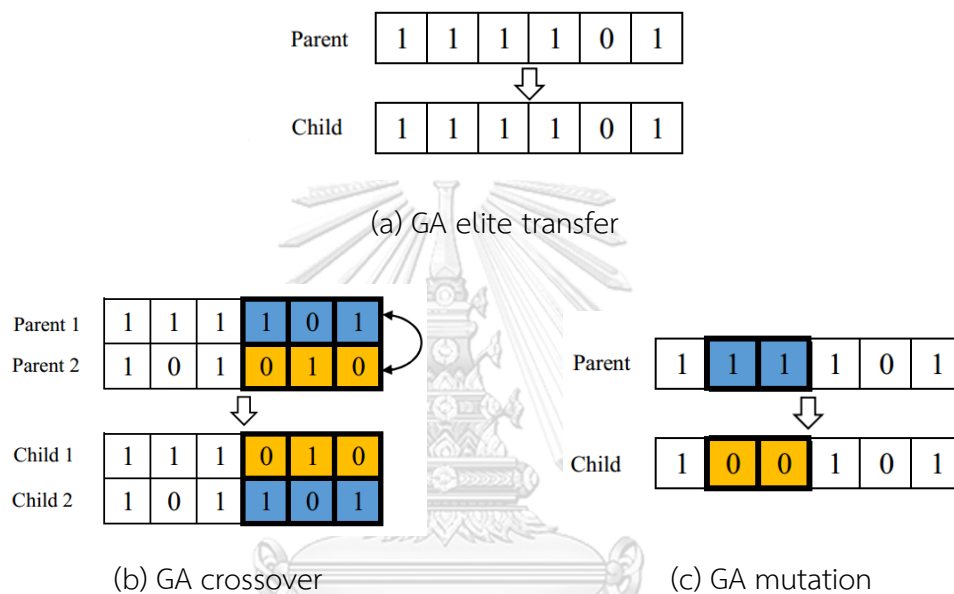 Parent 1 1 1 1 0 1
Child 1 1 1 1 0 1
(a) GA elite transfer
Parent 1 1 1 1 1 0 1
Parent 2 1 0 1 0 1 0
Child 1 1 1 1 0 1 0
Child 2 1 0 1 1 0 1
(b) GA crossover
Parent 1 1 1 1 0 1
Child 1 0 0 1 0 1
(c) GA mutation